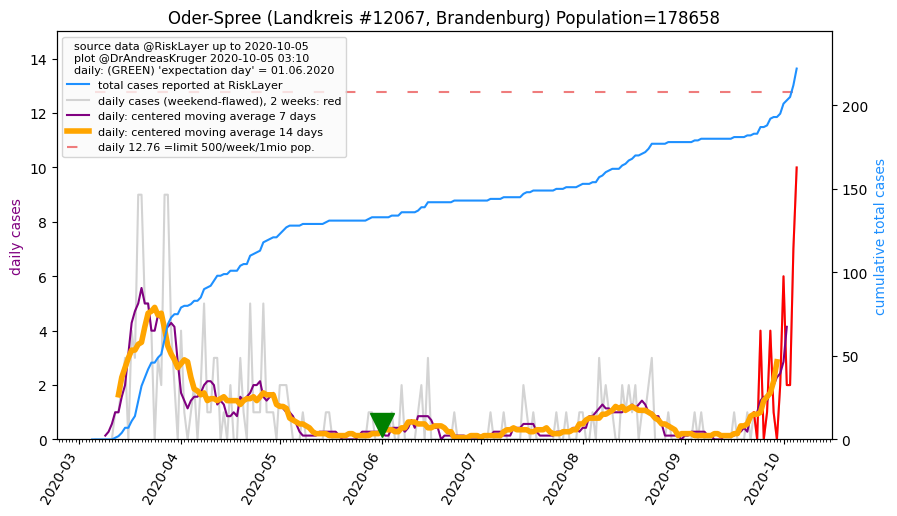 Oder-Spree (Landkreis #12067, Brandenburg) Population=178658
source data @RiskLayer up to 2020-10-05
plot @DrAndreasKruger 2020-10-05 03:10
daily: (GREEN) 'expectation day' = 01.06.2020
total cases reported at RiskLayer
daily cases (weekend-flawed), 2 weeks: red
daily: centered moving average 7 days
daily: centered moving average 14 days
daily 12.76 =limit 500/week/1mio pop.
daily cases
14
12
10
8
6
4
2
0
200
150
100
50
0
cumulative total cases
2020-03
2020-04
2020-05
2020-06
2020-07
2020-08
2020-09
2020-10